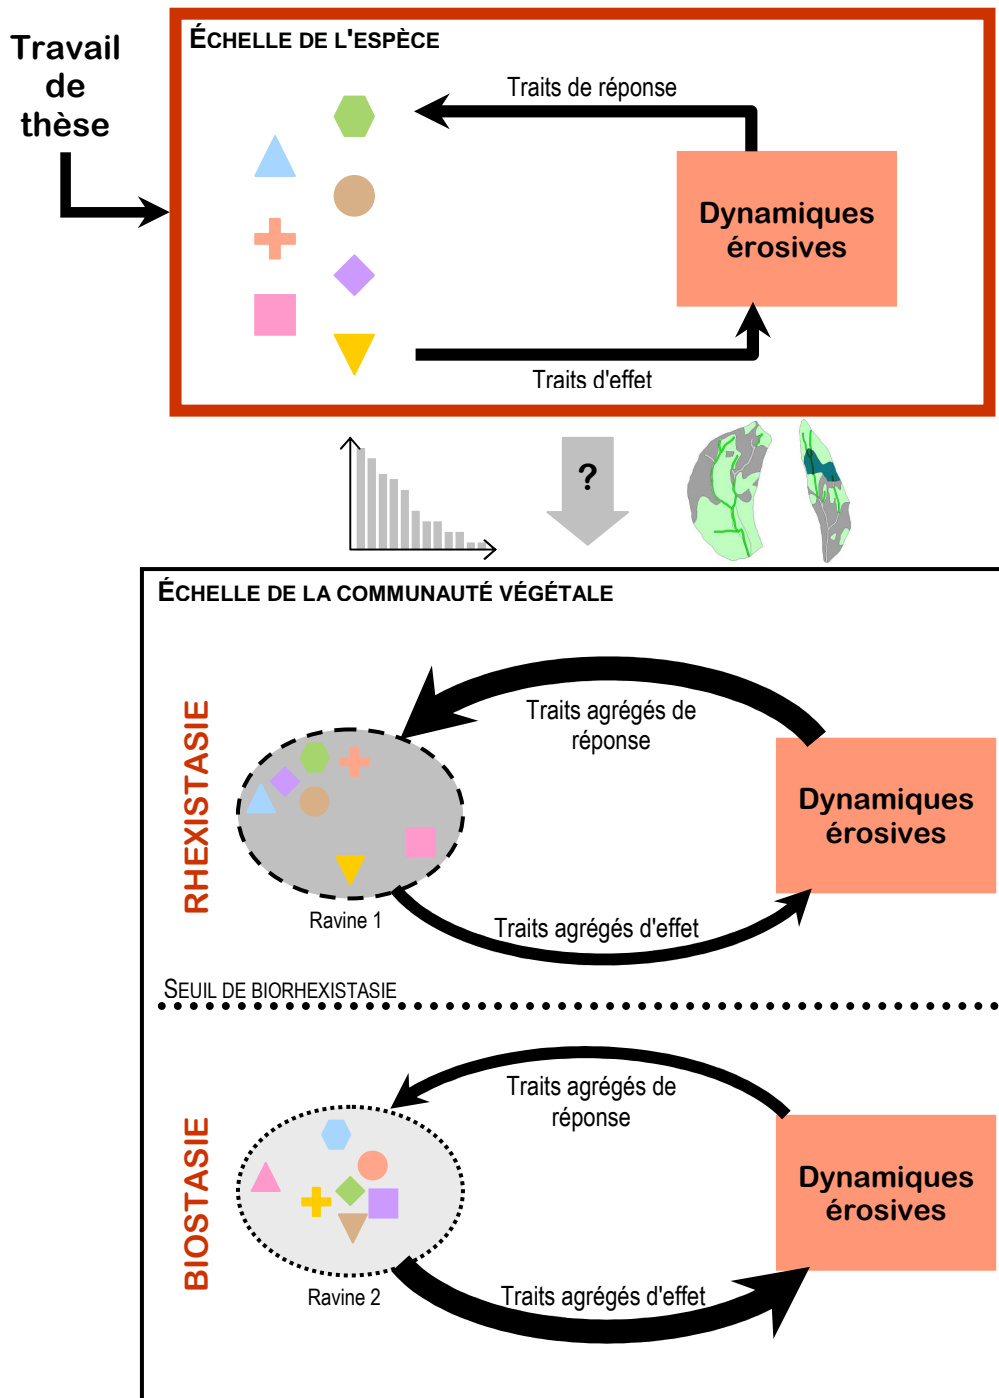 Travail
de
thèse
ÉCHELLE DE L'ESPÈCE
Traits de réponse
Dynamiques
érosives
Traits d'effet
?
ÉCHELLE DE LA COMMUNAUTÉ VÉGÉTALE
RHEXISTASIE
Traits agrégés de
réponse
Dynamiques
érosives
Ravine 1
Traits agrégés d'effet
SEUIL DE BIORHEXISTASIE
BIOSTASIE
Traits agrégés de
réponse
Dynamiques
érosives
Ravine 2
Traits agrégés d'effet